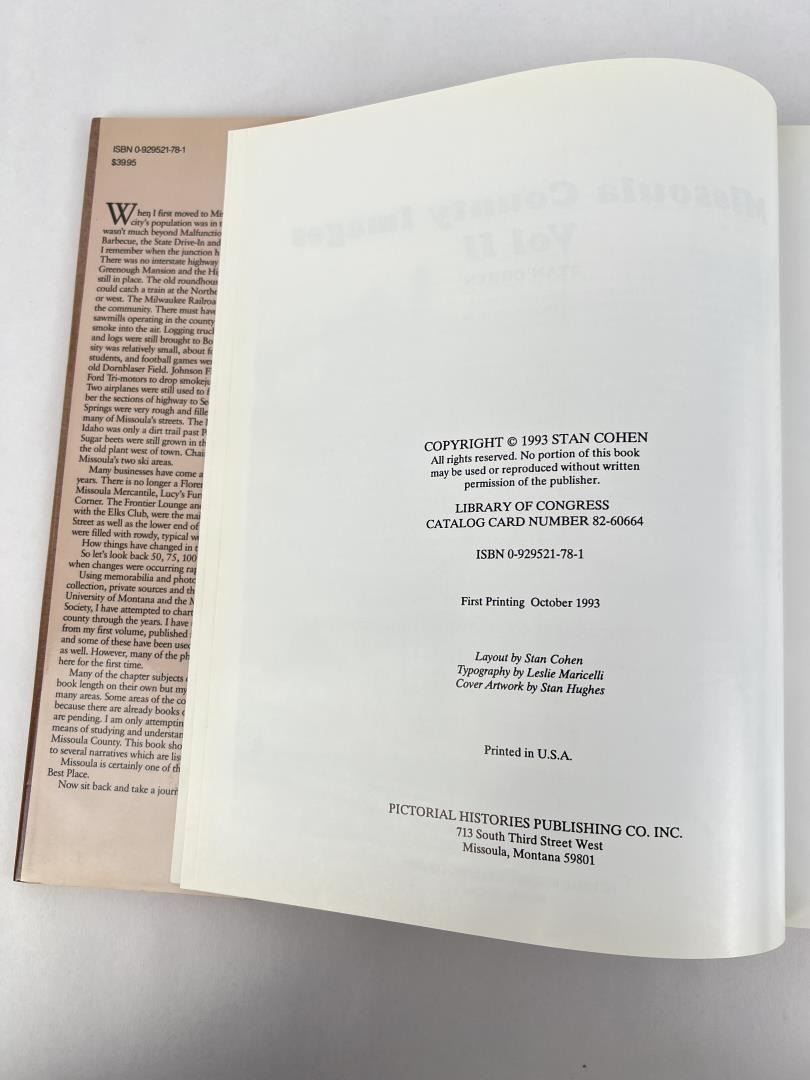 ISBN 0-929521-78-1
$39.95
When I first moved to
city's population was in
wasn't much beyond Malfunctio
Barbecue, the State Drive-In and
I remember when the junction
There was no interstate highway
Greenough Mansion and the
still in place. The old roundhous
could catch a train at the Northe
or west. The Milwaukee Railroa
the community. There must have
sawmills operating in the county
smoke into the air. Logging truc
and logs were still brought to Bo
sity was relatively small, about
students, and football games wer
old Dornblaser Field. Johnson F
Ford Tri-motors to drop smokeju
Two airplanes were still used to
ber the sections of highway to Se
Springs were very rough and fille
many of Missoula's streets. The
Idaho was only a dirt trail past
Sugar beets were still grown in th
the old plant west of town. Chai
Missoula's two ski areas.
Many businesses have come a
years. There is no longer a Flore
Missoula Mercantile, Lucy's Fur
Corner. The Frontier Lounge an
with the Elks Club, were the mai
Street as well as the lower end of
were filled with rowdy, typical w
How things have changed in t
So let's look back 50, 75, 100
when changes were occurring rap
Using memorabilia and photo
collection, private sources and th
University of Montana and the M
Society, I have attempted to chart
county through the years. I have
from my first volume, published
and some of these have been used
as well. However, many of the ph
here for the first time.
Many of the chapter subjects
book length on their own but my
many areas. Some areas of the co
because there are already books
are pending. I am only attemptin
means of studying and understan
Missoula County. This book sho
to several narratives which are lis
Missoula is certainly one of th
Best Place.
Now sit back and take a journ
Missoula County Images
Vol II
STAN COHEN
COPYRIGHT © 1993 STAN COHEN
All rights reserved. No portion of this book
may be used or reproduced without written
permission of the publisher.
LIBRARY OF CONGRESS
CATALOG CARD NUMBER 82-60664
ISBN 0-929521-78-1
First Printing October 1993
Layout by Stan Cohen
Typography by Leslie Maricelli
Cover Artwork by Stan Hughes
Printed in U.S.A.
PICTORIAL HISTORIES PUBLISHING CO. INC.
713 South Third Street West
Missoula, Montana 59801